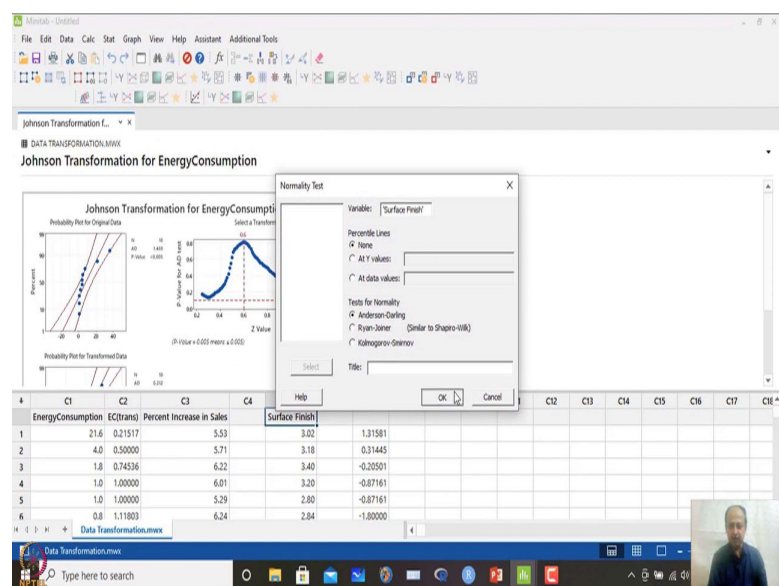 Minitab - Untitled
File Edit Data Calc Stat Graph View Help Assistant Additional Tools
Johnson Transformation f...
DATA TRANSFORMATION.MWX
Johnson Transformation for EnergyConsumption
Johnson Transformation for EnergyConsumpti
Probability Plot for Original Data
Select a Transform
Percent
P-Value for AD test
Z Value
(P-Value = 0.005 means ≤ 0.005)
Probability Plot for Transformed Data
Normality Test
Variable: 'Surface Finish'
Percentile Lines
None
At Y values:
At data values:
Tests for Normality
Anderson-Darling
Ryan-Joiner (Similar to Shapiro-Wilk)
Kolmogorov-Smirnov
Select
Title:
Help OK Cancel
C1 C2 C3 C4 C12 C13 C14 C15 C16 C17 C18
EnergyConsumption EC(trans) Percent Increase in Sales Surface Finish
1 21.6 0.21517 5.53 3.02 1.31581
2 4.0 0.50000 5.71 3.18 0.31445
3 1.8 0.74536 6.22 3.40 -0.20501
4 1.0 1.00000 6.01 3.20 -0.87161
5 1.0 1.00000 5.29 2.80 -0.87161
6 0.8 1.11803 6.24 2.84 -1.80000
Data Transformation.mwx
Data Transformation.mwx
Type here to search
NPTEL